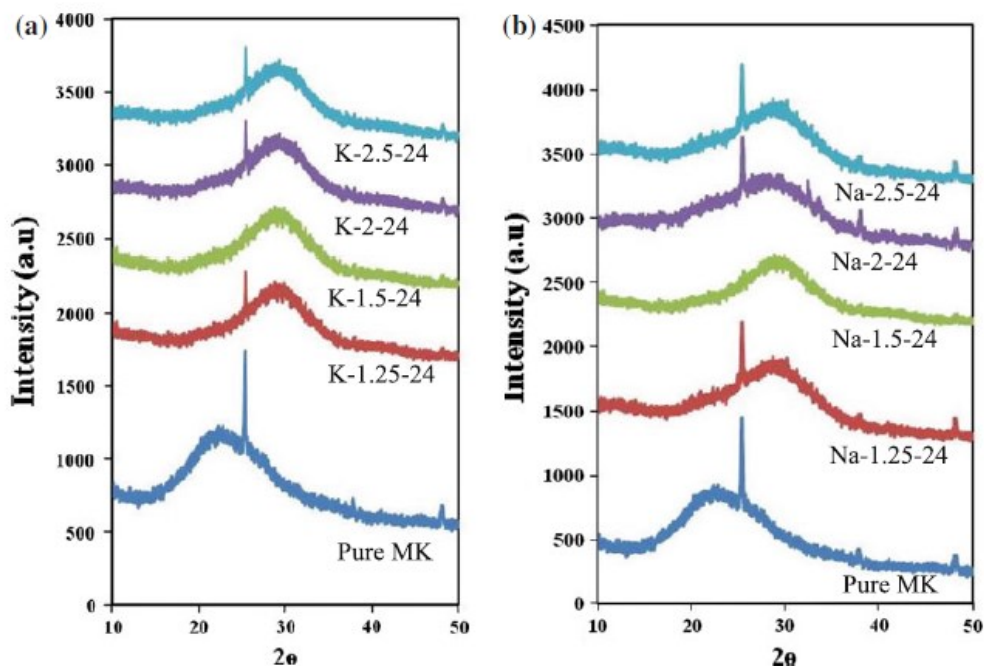 (a)
4000
3500
3000
2500
2000
1500
1000
500
0
Intensity (a.u)
K-2.5-24
K-2-24
K-1.5-24
K-1.25-24
Pure MK
10 20 30 40 50
2ɵ
(b)
4500
4000
3500
3000
2500
2000
1500
1000
500
0
Intensity (a.u)
Na-2.5-24
Na-2-24
Na-1.5-24
Na-1.25-24
Pure MK
10 20 30 40 50
2ɵ